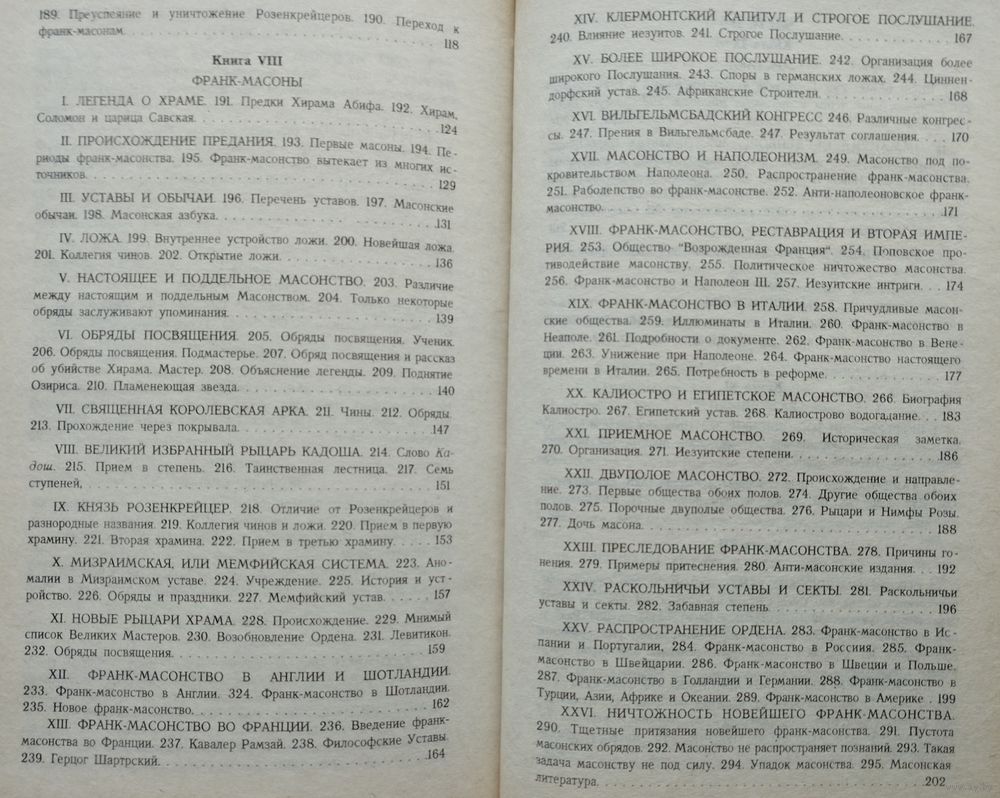 189. Преуспеяние и уничтожение Розенкрейцеров. 190. Переход к
франк-масонам. 118
Книга VIII
ФРАНК-МАСОНЫ
I. ЛЕГЕНДА О ХРАМЕ. 191. Предки Хирама Абифа. 192. Хирам,
Соломон и царица Савская. 124
II. ПРОИСХОЖДЕНИЕ ПРЕДАНИЯ. 193. Первые масоны. 194. Пе-
риоды франк-масонства. 195. Франк-масонство вытекает из многих ис-
точников. 129
III. УСТАВЫ И ОБЫЧАИ. 196. Перечень уставов. 197. Масонские
обычаи. 198. Масонская азбука. 131
IV. ЛОЖА. 199. Внутреннее устройство ложи. 200. Новейшая ложа.
201. Коллегия чинов. 202. Открытие ложи. 136
V. НАСТОЯЩЕЕ И ПОДДЕЛЬНОЕ МАСОНСТВО. 203. Различие
между настоящим и поддельным Масонством. 204. Только некоторые
обряды заслуживают упоминания. 139
VI. ОБРЯДЫ ПОСВЯЩЕНИЯ. 205. Обряды посвящения. Ученик.
206. Обряды посвящения. Подмастерье. 207. Обряд посвящения и рассказ
об убийстве Хирама. Мастер. 208. Объяснение легенды. 209. Поднятие
Озириса. 210. Пламенеющая звезда. 140
VII. СВЯЩЕННАЯ КОРОЛЕВСКАЯ АРКА. 211. Чины. 212. Обряды.
213. Прохождение через покрывала. 147
VIII. ВЕЛИКИЙ ИЗБРАННЫЙ РЫЦАРЬ КАДОША. 214. Слово Ка-
дош. 215. Прием в степень. 216. Таинственная лестница. 217. Семь
ступеней, 151
IX. КНЯЗЬ РОЗЕНКРЕЙЦЕР. 218. Отличие от Розенкрейцеров и
разнородные названия. 219. Коллегия чинов и ложи. 220. Прием в первую
храмину. 221. Вторая храмина. 222. Прием в третью храмину. . . . . 153
X. МИЗРАИМСКАЯ, ИЛИ МЕМФИЙСКАЯ СИСТЕМА. 223. Ано-
малии в Мизраимском уставе. 224. Учреждение. 225. История и уст-
ройство. 226. Обряды и праздники. 227. Мемфийский устав. 157
XI. НОВЫЕ РЫЦАРИ ХРАМА. 228. Происхождение. 229. Мнимый
список Великих Мастеров. 230. Возобновление Ордена. 231. Левитикон.
232. Обряды посвящения. 159
XII. ФРАНК-МАСОНСТВО В АНГЛИИ И ШОТЛАНДИИ.
233. Франк-масонство в Англии. 324. Франк-масонство в Шотландии.
235. Новое франк-масонство. 162
XIII. ФРАНК-МАСОНСТВО ВО ФРАНЦИИ. 236. Введение франк-
масонства во Франции. 237. Кавалер Рамзай. 238. Философские Уставы.
239. Герцог Шартрский. 164
XIV. КЛЕРМОНТСКИЙ КАПИТУЛ И СТРОГОЕ ПОСЛУШАНИЕ.
240. Влияние иезуитов. 241. Строгое Послушание. 167
XV. БОЛЕЕ ШИРОКОЕ ПОСЛУШАНИЕ. 242. Организация более
широкого Послушания. 243. Споры в германских ложах. 244. Циннен-
дорфский устав. 245. Африканские Строители. 168
XVI. ВИЛЬГЕЛЬМСБАДСКИЙ КОНГРЕСС 246. Различные конгрес-
сы. 247. Прения в Вильгельмсбаде. 247. Результат соглашения. . . . 170
XVII. МАСОНСТВО И НАПОЛЕОНИЗМ. 249. Масонство под по-
кровительством Наполеона. 250. Распространение франк-масонства.
251. Раболепство во франк-масонстве. 252. Анти-наполеоновское франк-
масонство. 171
XVIII. ФРАНК-МАСОНСТВО, РЕСТАВРАЦИЯ И ВТОРАЯ ИМПЕ-
РИЯ. 253. Общество "Возрожденная Франция". 254. Поповское про-
тиводействие масонству. 255. Политическое ничтожество масонства.
256. Франк-масонство и Наполеон III. 257. Иезуитские интриги. . . 174
XIX. ФРАНК-МАСОНСТВО В ИТАЛИИ. 258. Причудливые масон-
ские общества. 259. Иллюминаты в Италии. 260. Франк-масонство в
Неаполе. 261. Подробности о документе. 262. Франк-масонство в Вене-
ции. 263. Унижение при Наполеоне. 264. Франк-масонство настоящего
времени в Италии. 265. Потребность в реформе. 177
XX. КАЛИОСТРО И ЕГИПЕТСКОЕ МАСОНСТВО. 266. Биография
Калиостро. 267. Египетский устав. 268. Калиострово водогадание. . . 183
XXI. ПРИЕМНОЕ МАСОНСТВО. 269. Историческая заметка.
270. Организация. 271. Иезуитские степени. 186
XXII. ДВУПОЛОЕ МАСОНСТВО. 272. Происхождение и направле-
ние. 273. Первые общества обоих полов. 274. Другие общества обоих
полов. 275. Порочные двуполые общества. 276. Рыцари и Нимфы Розы.
277. Дочь масона. 188
XXIII. ПРЕСЛЕДОВАНИЕ ФРАНК-МАСОНСТВА. 278. Причины го-
нения. 279. Примеры притеснения. 280. Анти-масонские издания. . . 192
XXIV. РАСКОЛЬНИЧЬИ УСТАВЫ И СЕКТЫ. 281. Раскольничьи
уставы и секты. 282. Забавная степень. 196
XXV. РАСПРОСТРАНЕНИЕ ОРДЕНА. 283. Франк-масонство в Ис-
пании и Португалии, 284. Франк-масонство в Россиия. 285. Франк-
масонство в Швейцарии. 286. Франк-масонство в Швеции и Польше.
287. Франк-масонство в Голландии и Германии. 288. Франк-масонство в
Турции, Азии, Африке и Океании. 289. Франк-масонство в Америке . 199
XXVI. НИЧТОЖНОСТЬ НОВЕЙШЕГО ФРАНК-МАСОНСТВА.
290. Тщетные притязания новейшего франк-масонства. 291. Пустота
масонских обрядов. 292. Масонство не распространяет познаний. 293. Такая
задача масонству не под силу. 294. Упадок масонства. 295. Масонская
литература. 202